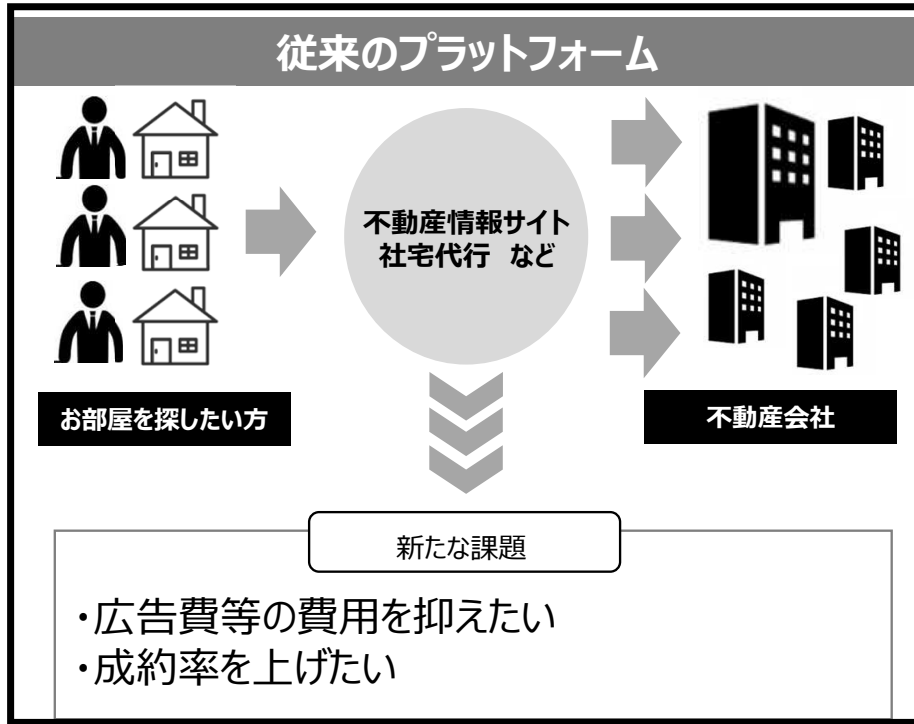 従来のプラットフォーム
不動産情報サイト
社宅代行　など
お部屋を探したい方
不動産会社
新たな課題
・広告費等の費用を抑えたい
・成約率を上げたい